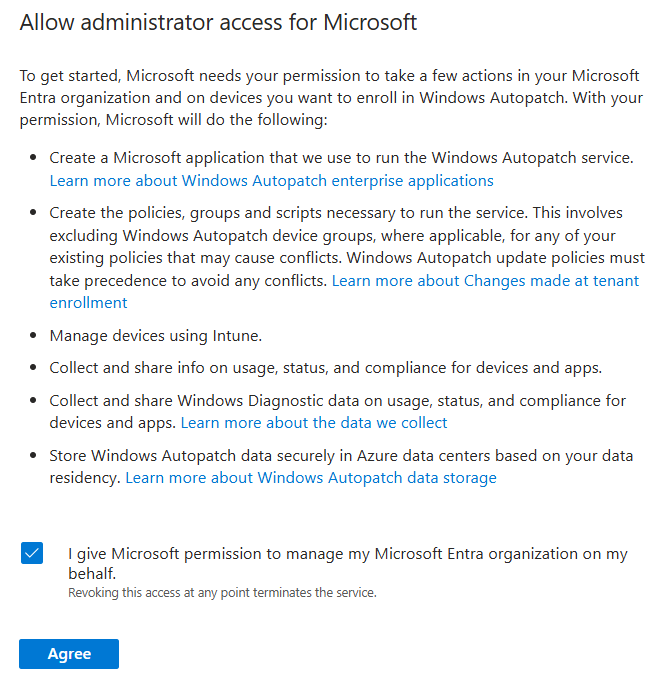 Allow administrator access for Microsoft
To get started, Microsoft needs your permission to take a few actions in your Microsoft
Entra organization and on devices you want to enroll in Windows Autopatch. With your
permission, Microsoft will do the following:
• Create a Microsoft application that we use to run the Windows Autopatch service.
Learn more about Windows Autopatch enterprise applications
• Create the policies, groups and scripts necessary to run the service. This involves
excluding Windows Autopatch device groups, where applicable, for any of your
existing policies that may cause conflicts. Windows Autopatch update policies must
take precedence to avoid any conflicts. Learn more about Changes made at tenant
enrollment
• Manage devices using Intune.
• Collect and share info on usage, status, and compliance for devices and apps.
• Collect and share Windows Diagnostic data on usage, status, and compliance for
devices and apps. Learn more about the data we collect
• Store Windows Autopatch data securely in Azure data centers based on your data
residency. Learn more about Windows Autopatch data storage
I give Microsoft permission to manage my Microsoft Entra organization on my
behalf.
Revoking this access at any point terminates the service.
Agree